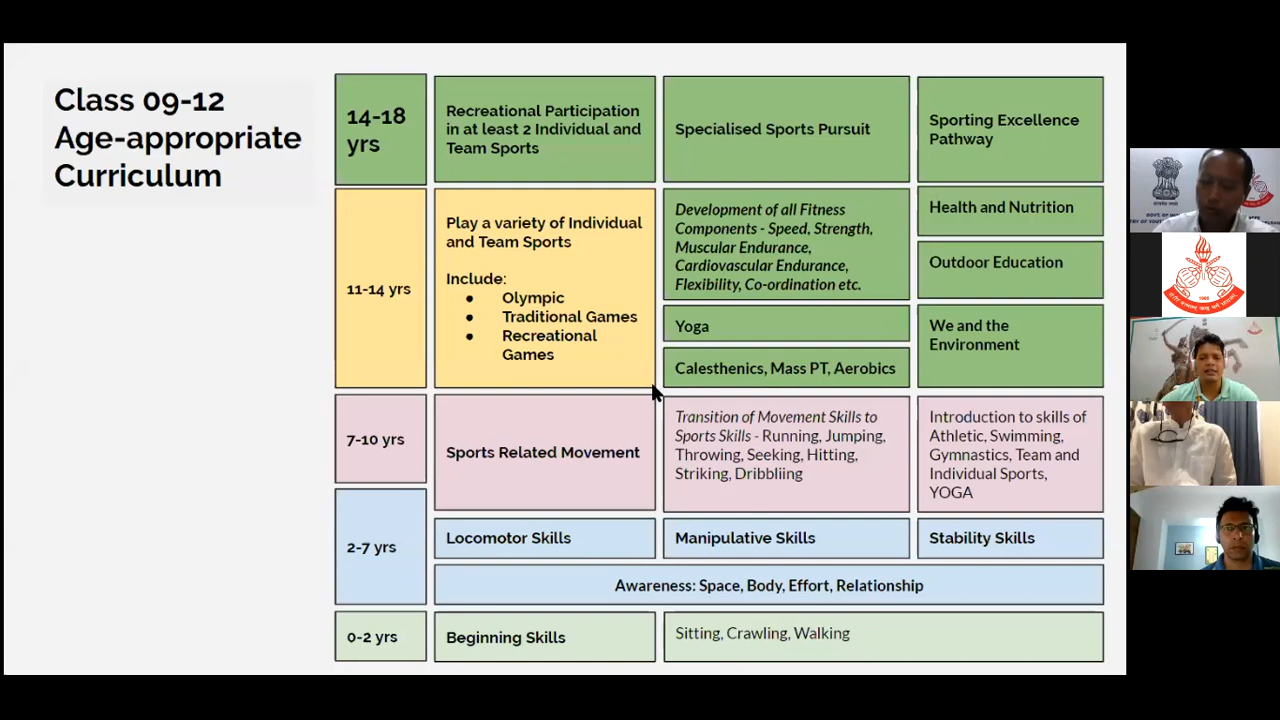 Class 09-12
Age-appropriate
Curriculum
14-18
yrs
Recreational Participation
in at least 2 Individual and
Team Sports
Specialised Sports Pursuit
Sporting Excellence
Pathway
11-14 yrs
Play a variety of Individual
and Team Sports
Include:
● Olympic
● Traditional Games
● Recreational
Games
Development of all Fitness
Components - Speed, Strength,
Muscular Endurance,
Cardiovascular Endurance,
Flexibility, Co-ordination etc.
Yoga
Calesthenics, Mass PT, Aerobics
Health and Nutrition
Outdoor Education
We and the
Environment
7-10 yrs
Sports Related Movement
Transition of Movement Skills to
Sports Skills - Running, Jumping,
Throwing, Seeking, Hitting,
Striking, Dribbliing
Introduction to skills of
Athletic, Swimming,
Gymnastics, Team and
Individual Sports,
YOGA
2-7 yrs
Locomotor Skills
Manipulative Skills
Stability Skills
Awareness: Space, Body, Effort, Relationship
0-2 yrs
Beginning Skills
Sitting, Crawling, Walking